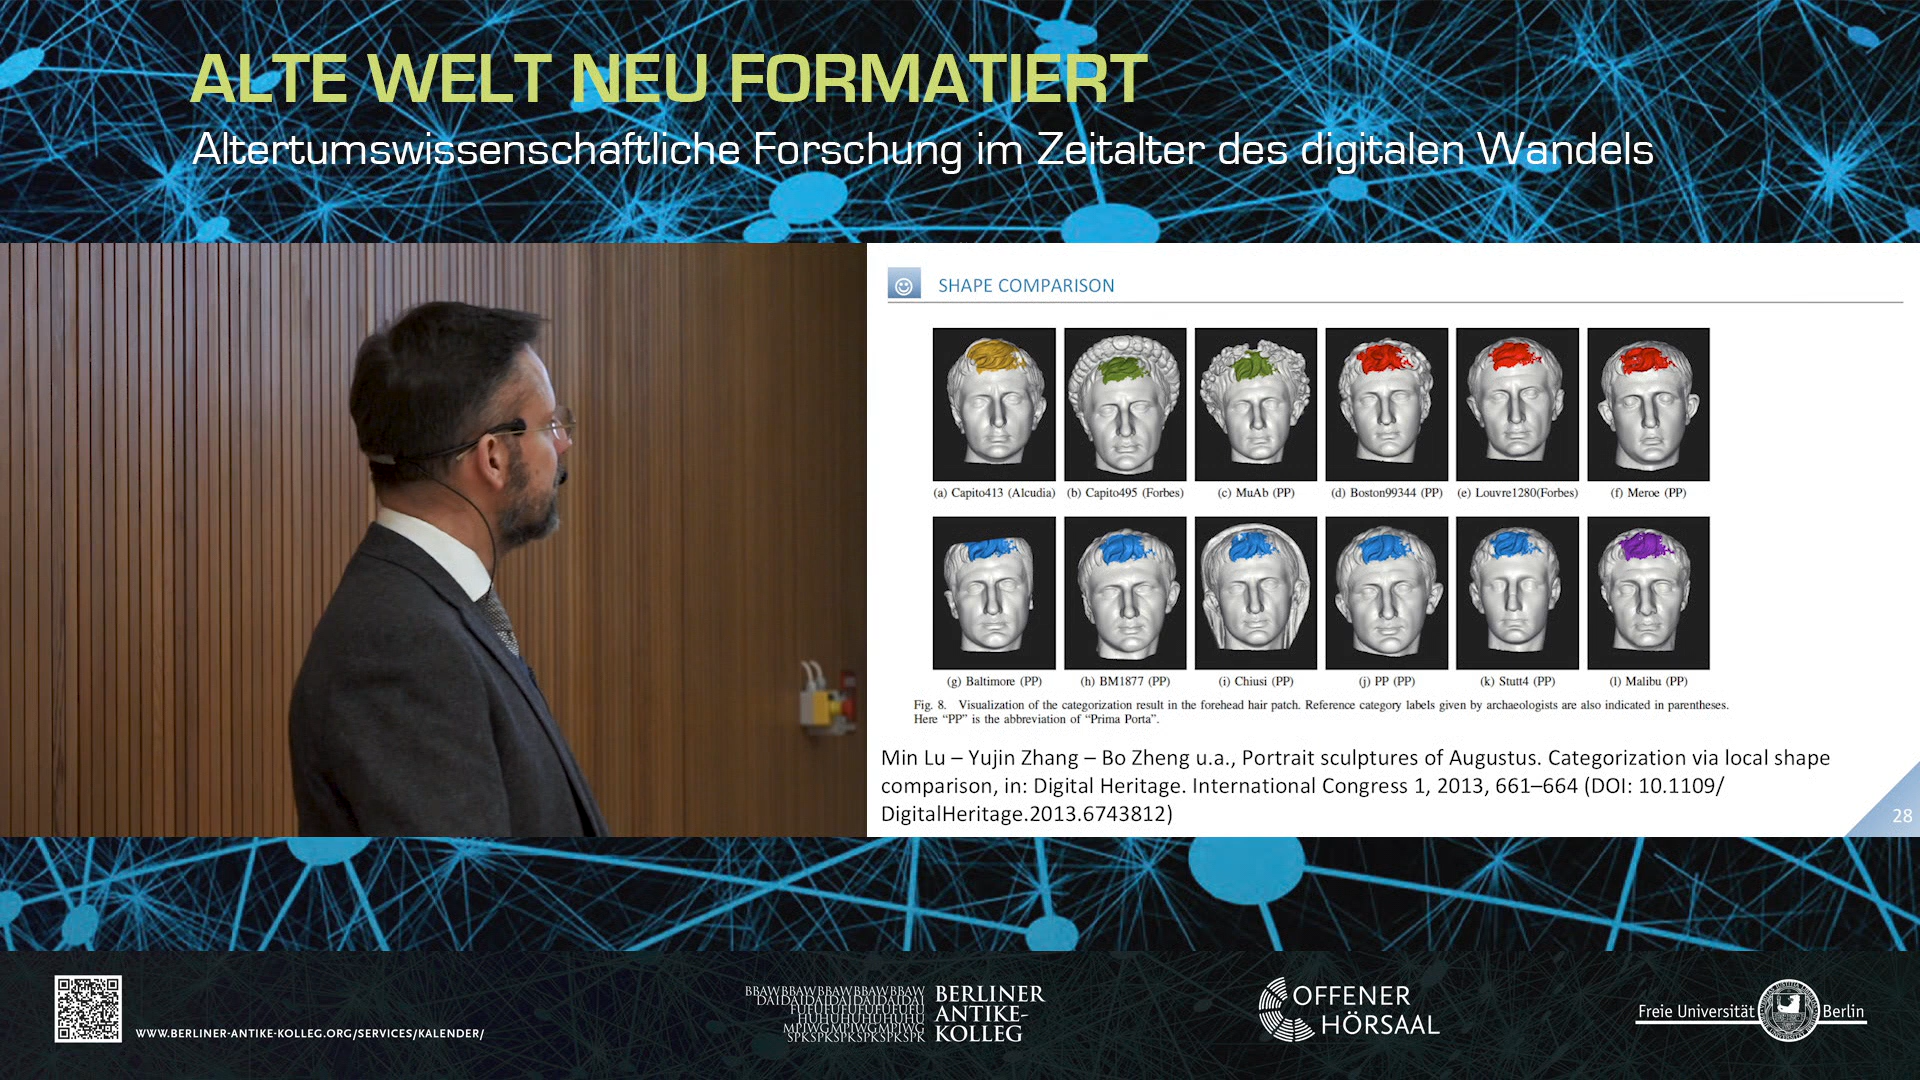 ALTE WELT NEU FORMATIERT
Altertumswissenschaftliche Forschung im Zeitalter des digitalen Wandels
SHAPE COMPARISON
(a) Capito413 (Alcudia) (b) Capito495 (Forbes) (c) MuAb (PP) (d) Boston99344 (PP) (e) Louvre1280(Forbes) (f) Meroe (PP)
(g) Baltimore (PP) (h) BM1877 (PP) (i) Chiusi (PP) (j) PP (PP) (k) Stutt4 (PP) (l) Malibu (PP)
Fig. 8. Visualization of the categorization result in the forehead hair patch. Reference category labels given by archaeologists are also indicated in parentheses.
Here “PP” is the abbreviation of “Prima Porta”.
Min Lu – Yujin Zhang – Bo Zheng u.a., Portrait sculptures of Augustus. Categorization via local shape
comparison, in: Digital Heritage. International Congress 1, 2013, 661–664 (DOI: 10.1109/
DigitalHeritage.2013.6743812)
28
WWW.BERLINER-ANTIKE-KOLLEG.ORG/SERVICES/KALENDER/
BBAWBBAWBBAWBBAWBBAW
DAIDAIDAIDAIDAIDAIDAIDAI
FUFUFUFUFUFUFUFU
HUHUHUHUHUHUHU
MPIWGMPIWGMPIWG
SPKSPKSPKSPKSPKSPK
BERLINER
ANTIKE-
KOLLEG
OFFENER
HÖRSAAL
Freie Universität Berlin